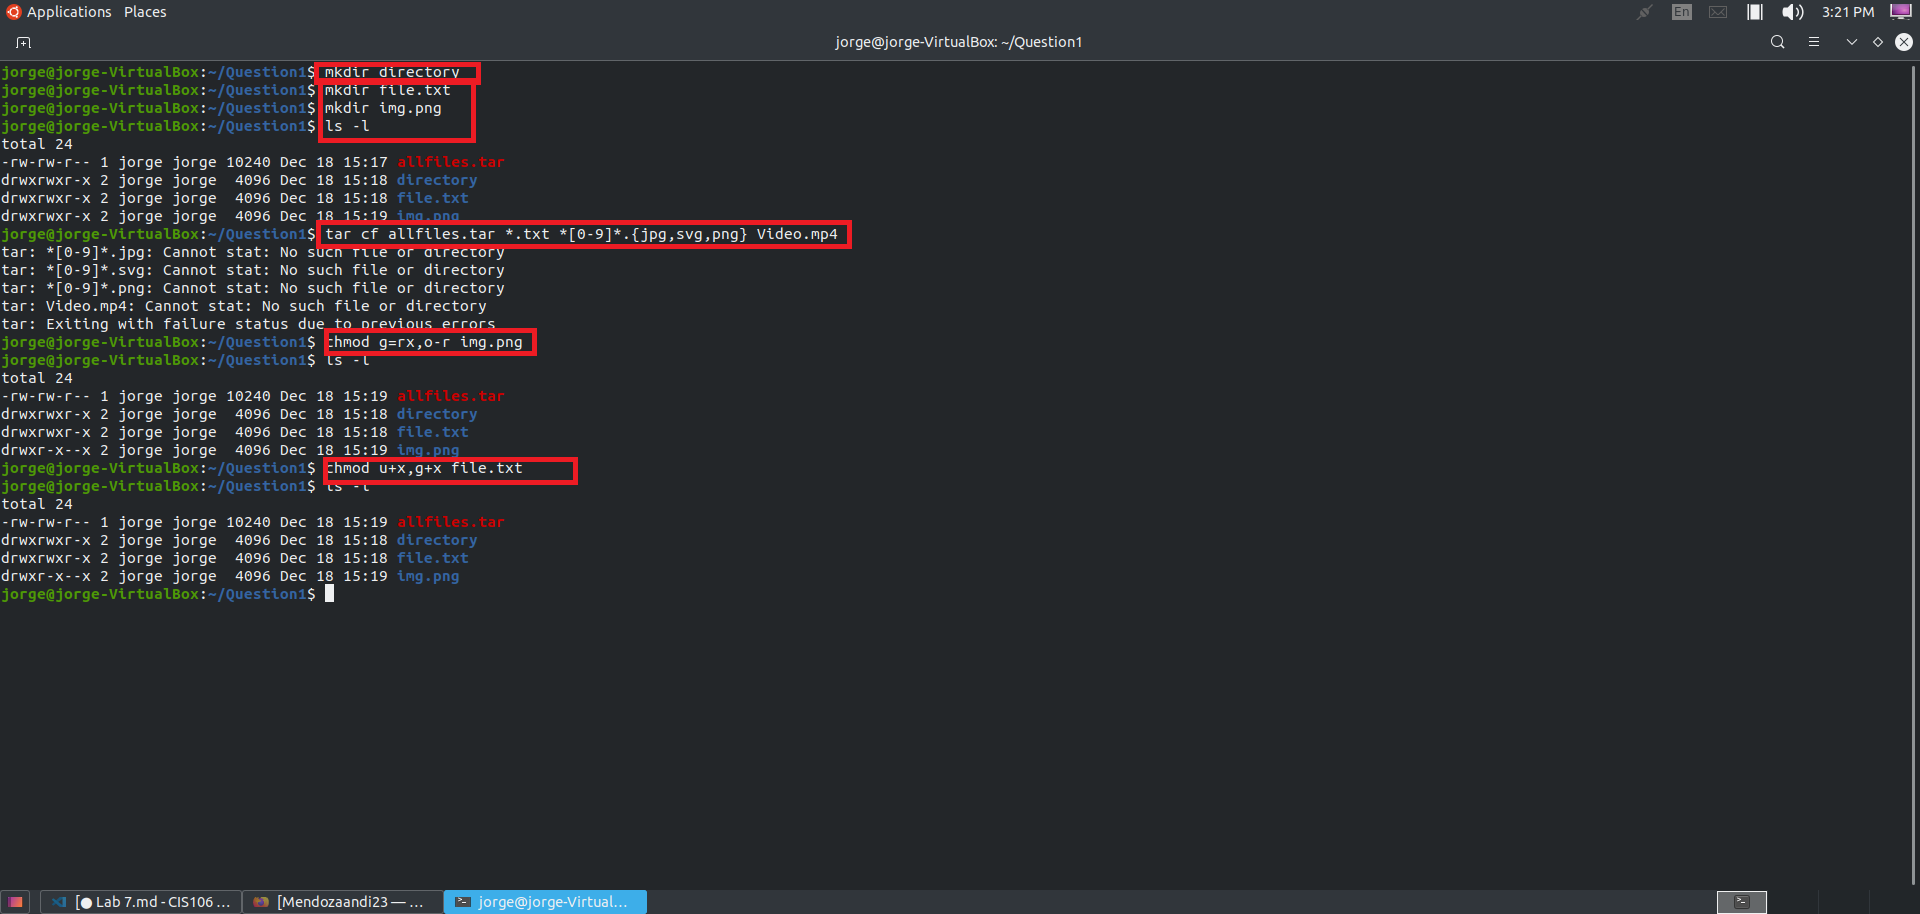 Applications Places
En
3:21 PM
jorge@jorge-VirtualBox: ~/Question1
jorge@jorge-VirtualBox:~/Question1$ mkdir directory
jorge@jorge-VirtualBox:~/Question1$ mkdir file.txt
jorge@jorge-VirtualBox:~/Question1$ mkdir img.png
jorge@jorge-VirtualBox:~/Question1$ ls -l
total 24
-rw-rw-r-- 1 jorge jorge 10240 Dec 18 15:17 allfiles.tar
drwxrwxr-x 2 jorge jorge  4096 Dec 18 15:18 directory
drwxrwxr-x 2 jorge jorge  4096 Dec 18 15:18 file.txt
drwxrwxr-x 2 jorge jorge  4096 Dec 18 15:19 img.png
jorge@jorge-VirtualBox:~/Question1$ tar cf allfiles.tar *.txt *[0-9]*.{jpg,svg,png} Video.mp4
tar: *[0-9]*.jpg: Cannot stat: No such file or directory
tar: *[0-9]*.svg: Cannot stat: No such file or directory
tar: *[0-9]*.png: Cannot stat: No such file or directory
tar: Video.mp4: Cannot stat: No such file or directory
tar: Exiting with failure status due to previous errors
jorge@jorge-VirtualBox:~/Question1$ chmod g=rx,o-r img.png
jorge@jorge-VirtualBox:~/Question1$ ls -l
total 24
-rw-rw-r-- 1 jorge jorge 10240 Dec 18 15:19 allfiles.tar
drwxrwxr-x 2 jorge jorge  4096 Dec 18 15:18 directory
drwxrwxr-x 2 jorge jorge  4096 Dec 18 15:18 file.txt
drwxr-x--x 2 jorge jorge  4096 Dec 18 15:19 img.png
jorge@jorge-VirtualBox:~/Question1$ chmod u+x,g+x file.txt
jorge@jorge-VirtualBox:~/Question1$ ls -l
total 24
-rw-rw-r-- 1 jorge jorge 10240 Dec 18 15:19 allfiles.tar
drwxrwxr-x 2 jorge jorge  4096 Dec 18 15:18 directory
drwxrwxr-x 2 jorge jorge  4096 Dec 18 15:18 file.txt
drwxr-x--x 2 jorge jorge  4096 Dec 18 15:19 img.png
jorge@jorge-VirtualBox:~/Question1$
[● Lab 7.md - CIS106 ...
[Mendozaandi23 — ...
jorge@jorge-Virtual...